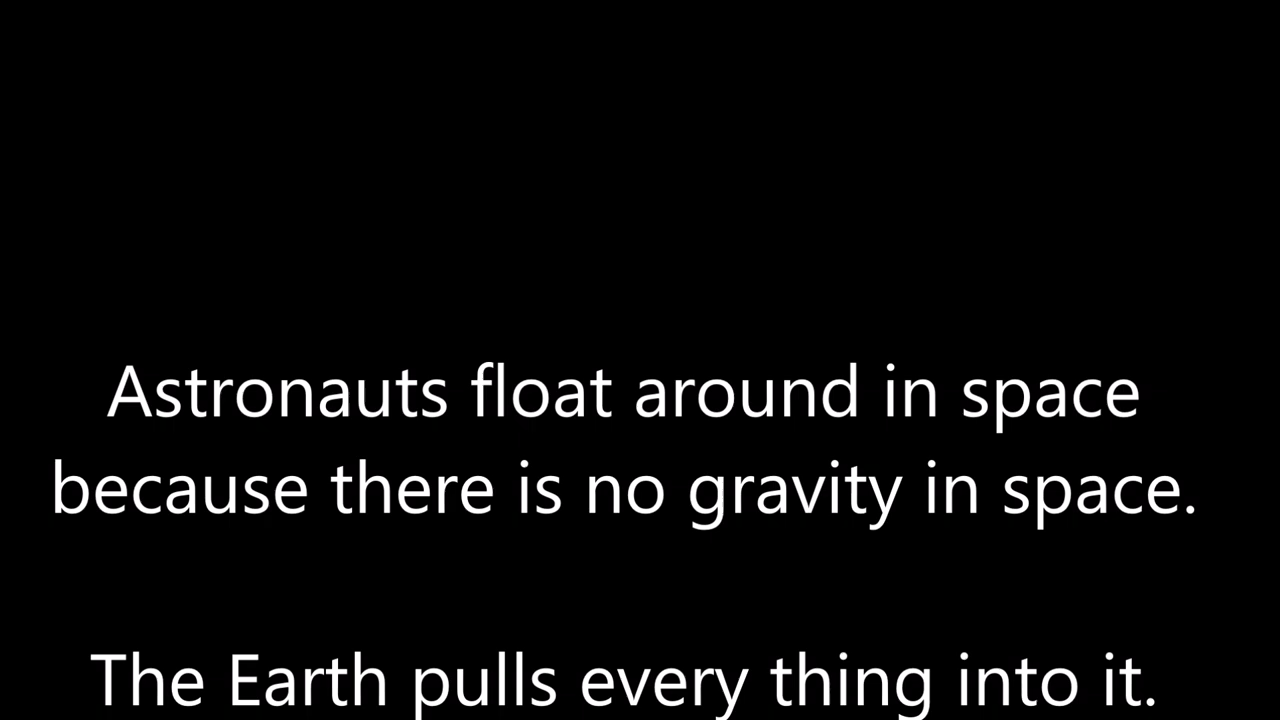 Astronauts float around in space
because there is no gravity in space.
The Earth pulls every thing into it.